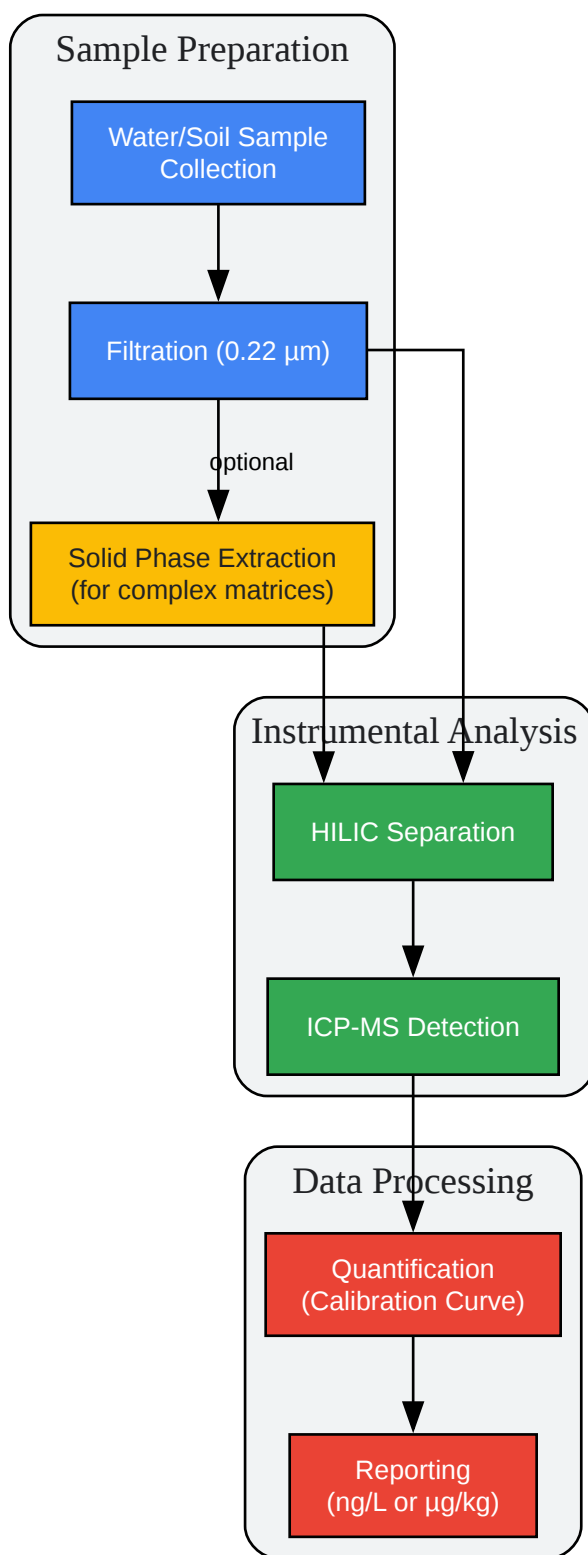 Sample Preparation
Water/Soil Sample
Collection
Filtration (0.22 µm)
optional
Solid Phase Extraction
(for complex matrices)
Instrumental Analysis
HILIC Separation
ICP-MS Detection
Data Processing
Quantification
(Calibration Curve)
Reporting
(ng/L or µg/kg)